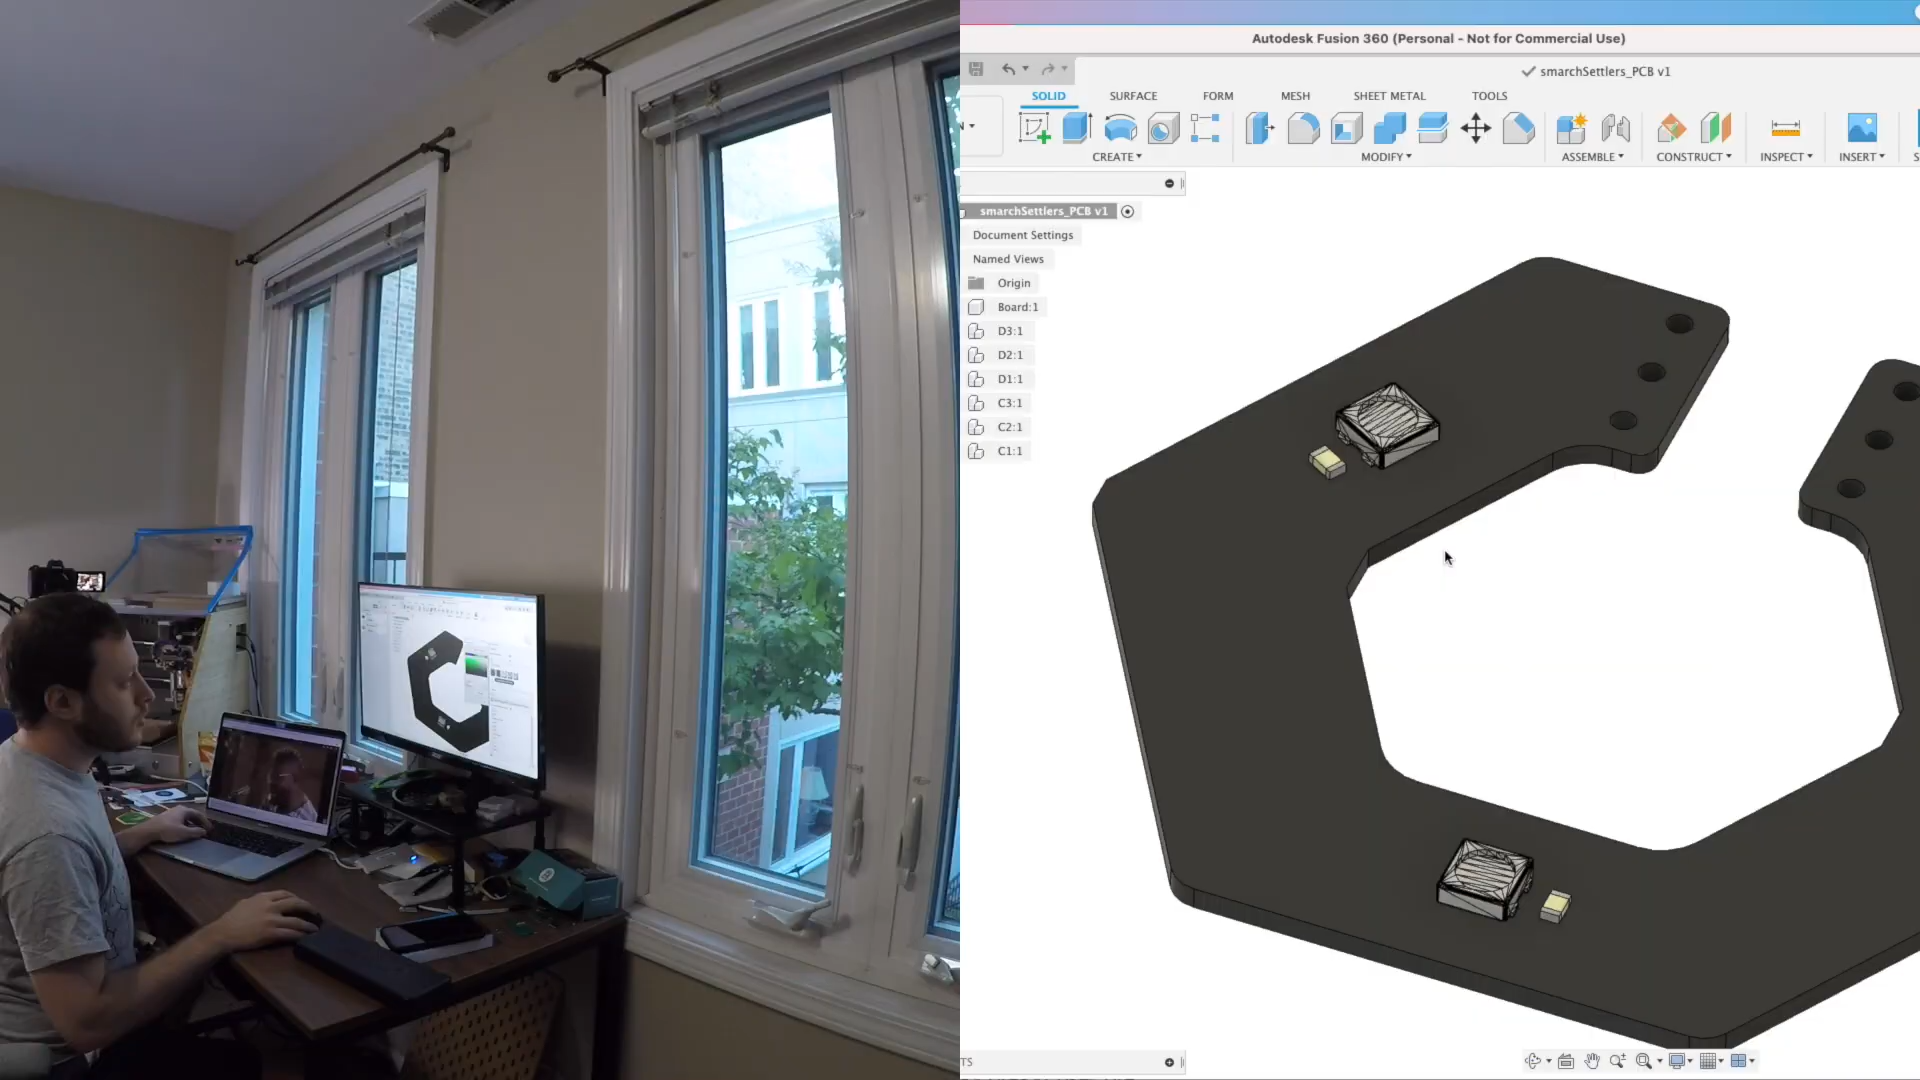 Autodesk Fusion 360 (Personal - Not for Commercial Use)
smarchSettlers_PCB v1
SOLID SURFACE FORM MESH SHEET METAL TOOLS
CREATE MODIFY ASSEMBLE CONSTRUCT INSPECT INSERT
smarchSettlers_PCB v1
Document Settings
Named Views
Origin
Board:1
D3:1
D2:1
D1:1
C3:1
C2:1
C1:1
TS